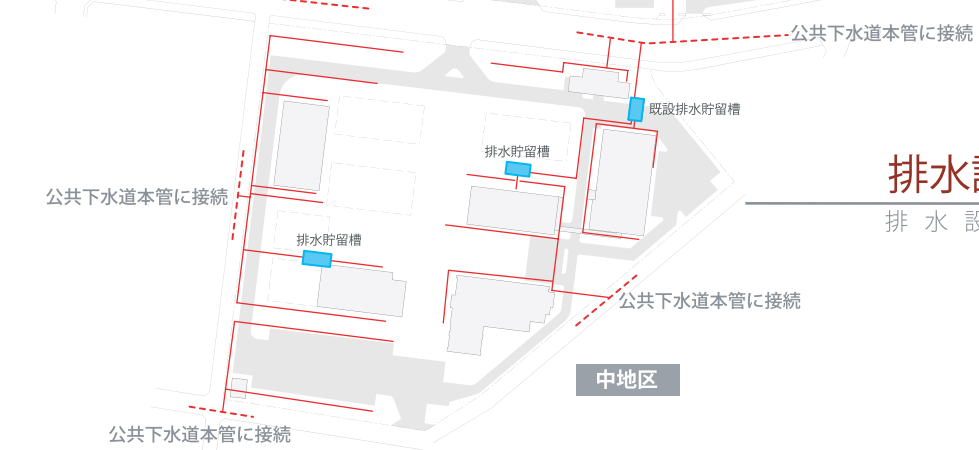 公共下水道本管に接続
既設排水貯留槽
排水貯留槽
排水
公共下水道本管に接続
排水設
排水貯留槽
公共下水道本管に接続
中地区
公共下水道本管に接続